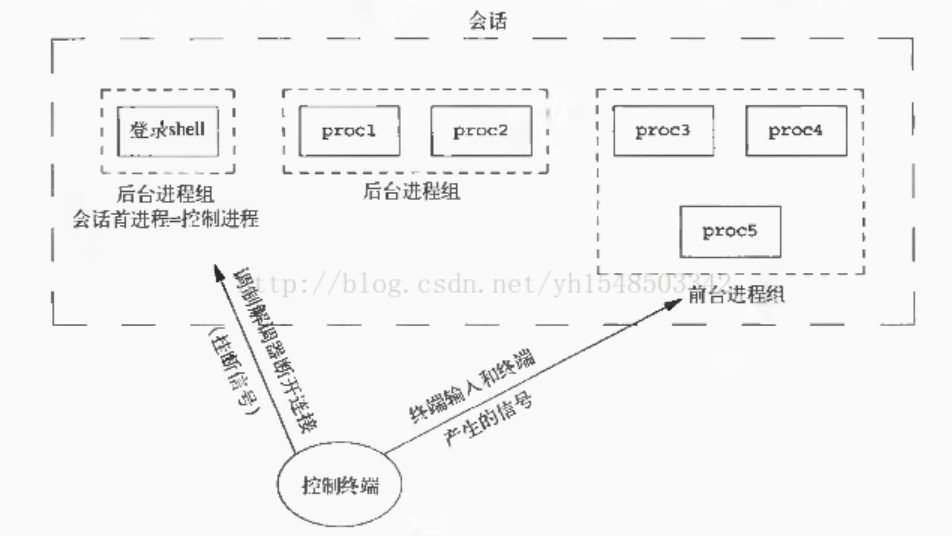 会话
登录shell
proc1
proc2
proc3
proc4
后台进程组
会话首进程=控制进程
后台进程组
proc5
http://blog.csdn.net/yh1548503342
前台进程组
调制解调器断开连接
(挂断信号)
终端输入和终端
产生的信号
控制终端